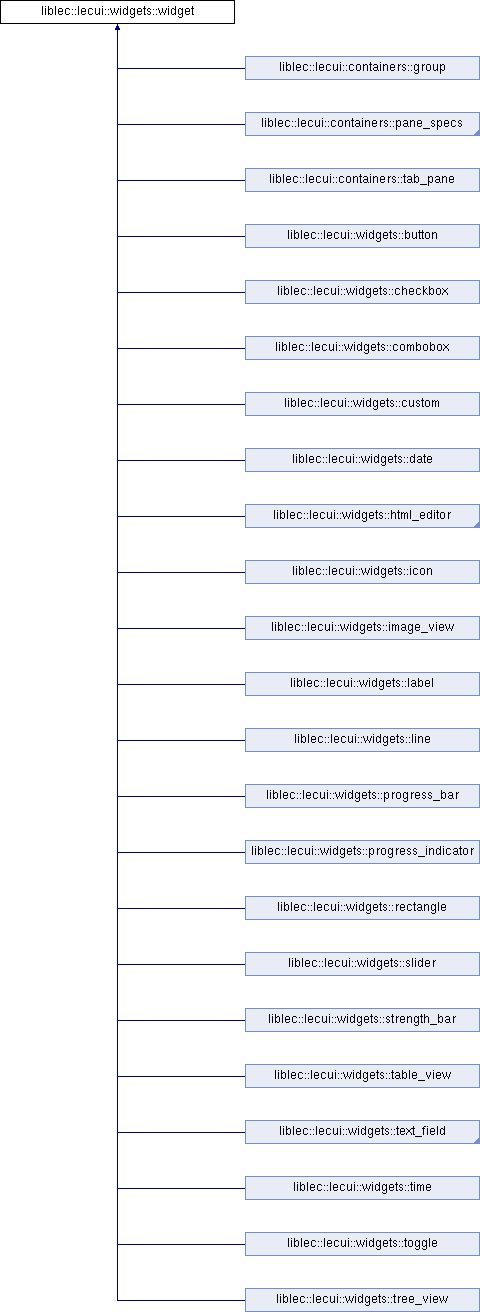 liblec::lecui::widgets::widget
liblec::lecui::containers::group
liblec::lecui::containers::pane_specs
liblec::lecui::containers::tab_pane
liblec::lecui::widgets::button
liblec::lecui::widgets::checkbox
liblec::lecui::widgets::combobox
liblec::lecui::widgets::custom
liblec::lecui::widgets::date
liblec::lecui::widgets::html_editor
liblec::lecui::widgets::icon
liblec::lecui::widgets::image_view
liblec::lecui::widgets::label
liblec::lecui::widgets::line
liblec::lecui::widgets::progress_bar
liblec::lecui::widgets::progress_indicator
liblec::lecui::widgets::rectangle
liblec::lecui::widgets::slider
liblec::lecui::widgets::strength_bar
liblec::lecui::widgets::table_view
liblec::lecui::widgets::text_field
liblec::lecui::widgets::time
liblec::lecui::widgets::toggle
liblec::lecui::widgets::tree_view